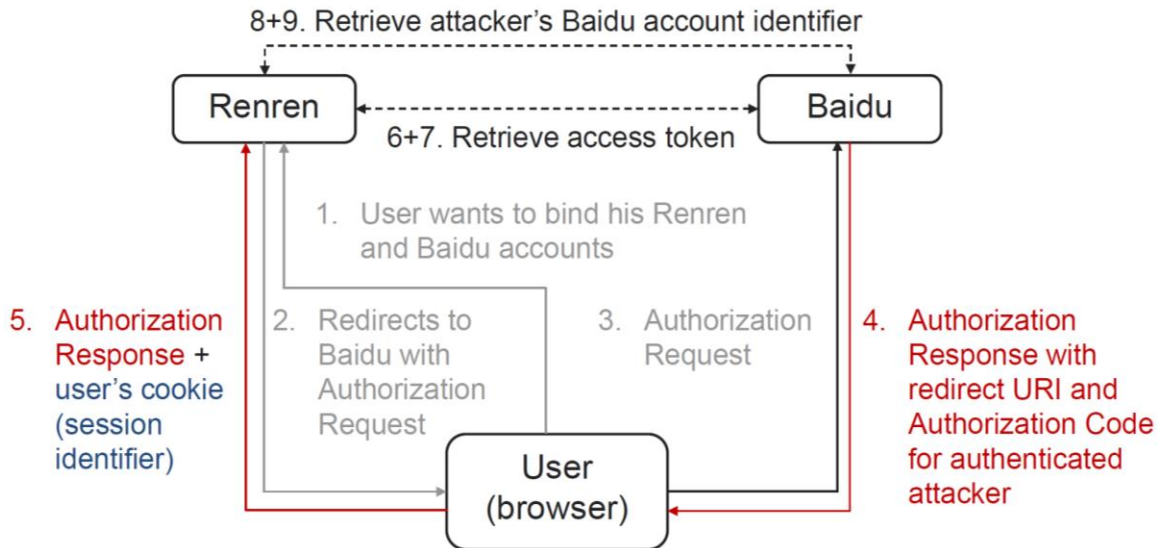 8+9. Retrieve attacker's Baidu account identifier
Renren
Baidu
6+7. Retrieve access token
1. User wants to bind his Renren
and Baidu accounts
5. Authorization
Response +
user's cookie
(session
identifier)
2. Redirects to
Baidu with
Authorization
Request
3. Authorization
Request
4. Authorization
Response with
redirect URI and
Authorization Code
for authenticated
attacker
User
(browser)